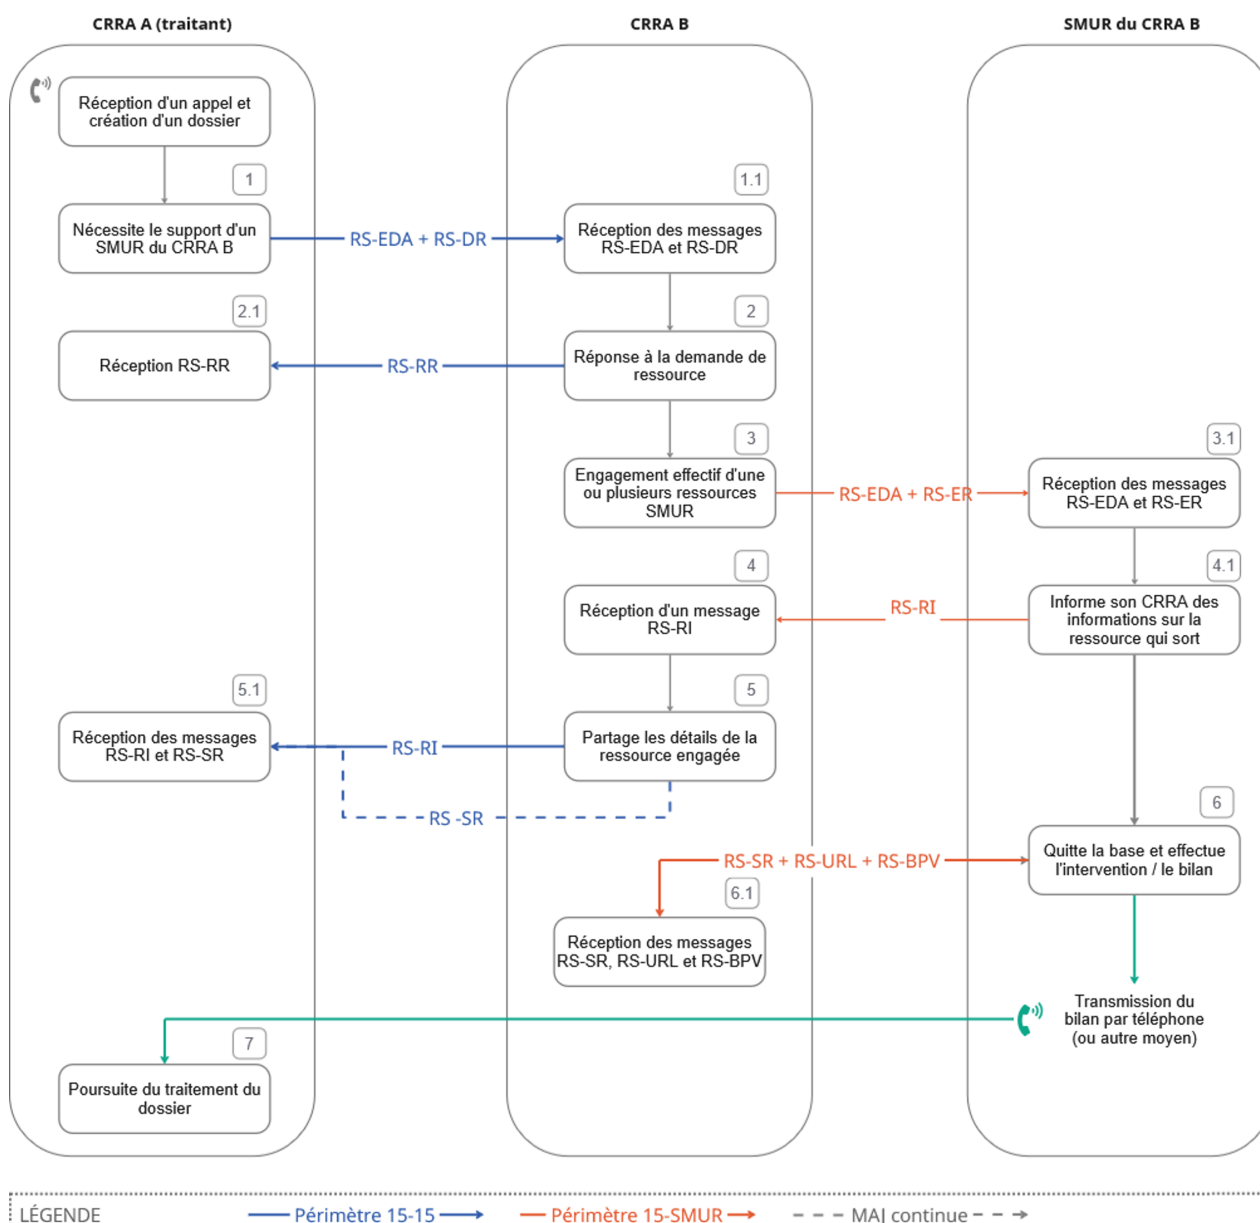 CRRA A (traitant)
CRRA B
SMUR du CRRA B
Réception d'un appel et
création d'un dossier
1
Nécessite le support d'un
SMUR du CRRA B
RS-EDA + RS-DR
1.1
Réception des messages
RS-EDA et RS-DR
2.1
Réception RS-RR
RS-RR
2
Réponse à la demande de
ressource
3
Engagement effectif d'une
ou plusieurs ressources
SMUR
RS-EDA + RS-ER
3.1
Réception des messages
RS-EDA et RS-ER
4
Réception d'un message
RS-RI
RS-RI
4.1
Informe son CRRA des
informations sur la
ressource qui sort
5.1
Réception des messages
RS-RI et RS-SR
RS-RI
5
Partage les détails de la
ressource engagée
RS -SR
6
Quitte la base et effectue
l'intervention / le bilan
RS-SR + RS-URL + RS-BPV
6.1
Réception des messages
RS-SR, RS-URL et RS-BPV
Transmission du
bilan par téléphone
(ou autre moyen)
7
Poursuite du traitement du
dossier
LÉGENDE
Périmètre 15-15
Périmètre 15-SMUR
MAJ continue